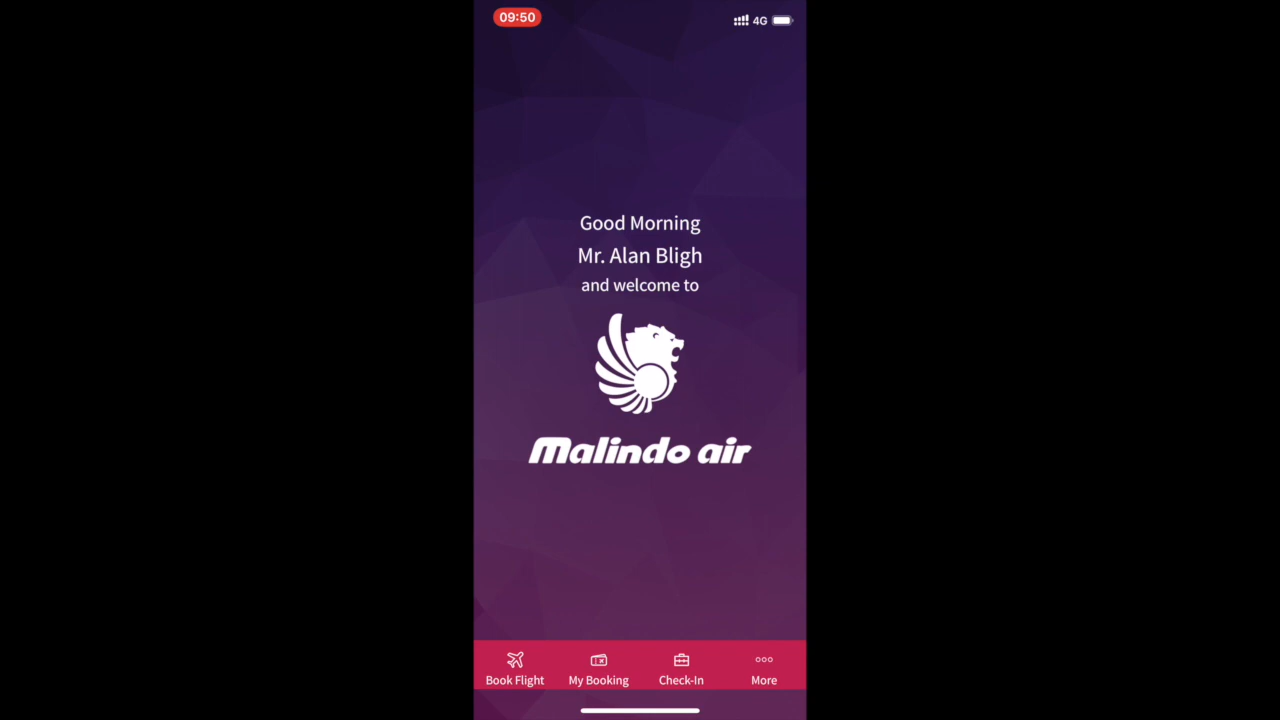 09:50
4G
Good Morning
Mr. Alan Bligh
and welcome to
Malindo air
Book Flight
My Booking
Check-In
More